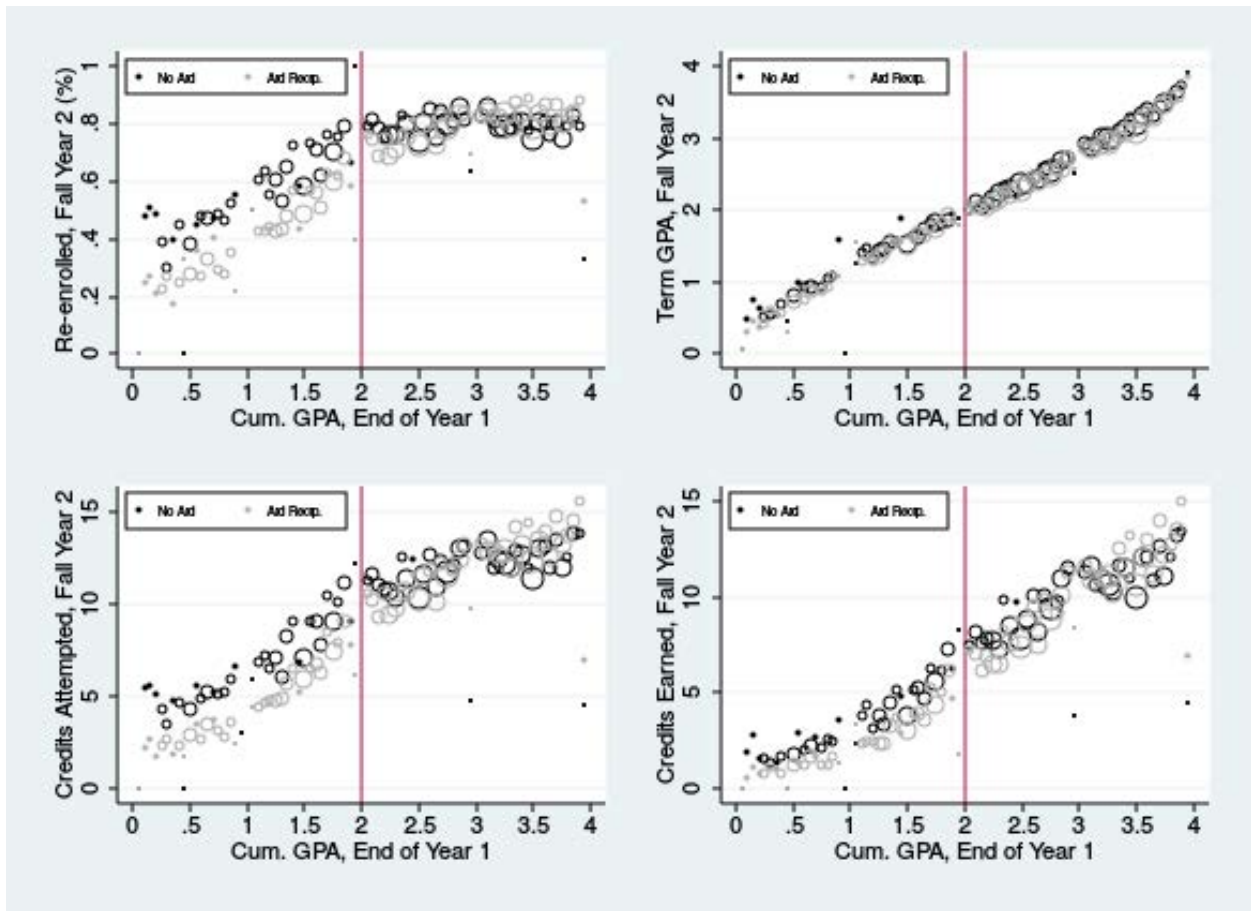 No Aid Aid Recip.
Re-enrolled, Fall Year 2 (%)
1
.8
.6
.4
.2
0
0 .5 1 1.5 2 2.5 3 3.5 4
Cum. GPA, End of Year 1
Term GPA, Fall Year 2
4
3
2
1
0
0 .5 1 1.5 2 2.5 3 3.5 4
Cum. GPA, End of Year 1
No Aid Aid Recip.
Credits Attempted, Fall Year 2
15
10
5
0
0 .5 1 1.5 2 2.5 3 3.5 4
Cum. GPA, End of Year 1
No Aid Aid Recip.
Credits Earned, Fall Year 2
15
10
5
0
0 .5 1 1.5 2 2.5 3 3.5 4
Cum. GPA, End of Year 1
No Aid Aid Recip.